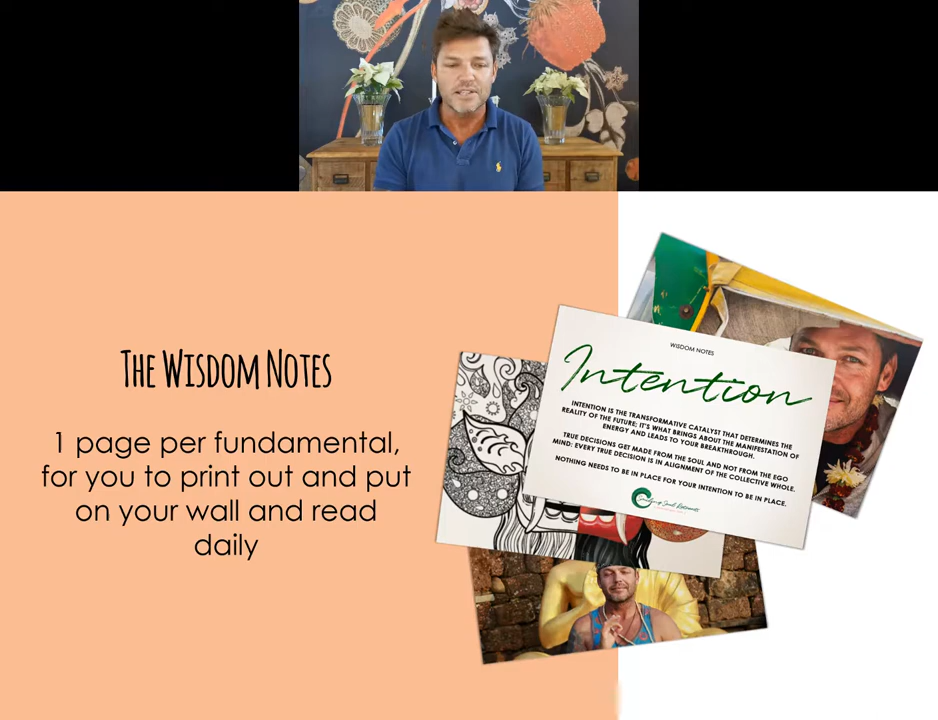 The Wisdom Notes
1 page per fundamental,
for you to print out and put
on your wall and read
daily
WISDOM NOTES
Intention
INTENTION IS THE TRANSFORMATIVE CATALYST THAT DETERMINES THE
REALITY OF THE FUTURE; IT'S WHAT BRINGS ABOUT THE MANIFESTATION OF
ENERGY AND LEADS TO YOUR BREAKTHROUGH.
TRUE DECISIONS GET MADE FROM THE SOUL AND NOT FROM THE EGO
MIND; EVERY TRUE DECISION IS IN ALIGNMENT OF THE COLLECTIVE WHOLE.
NOTHING NEEDS TO BE IN PLACE FOR YOUR INTENTION TO BE IN PLACE.
Soul Retreats